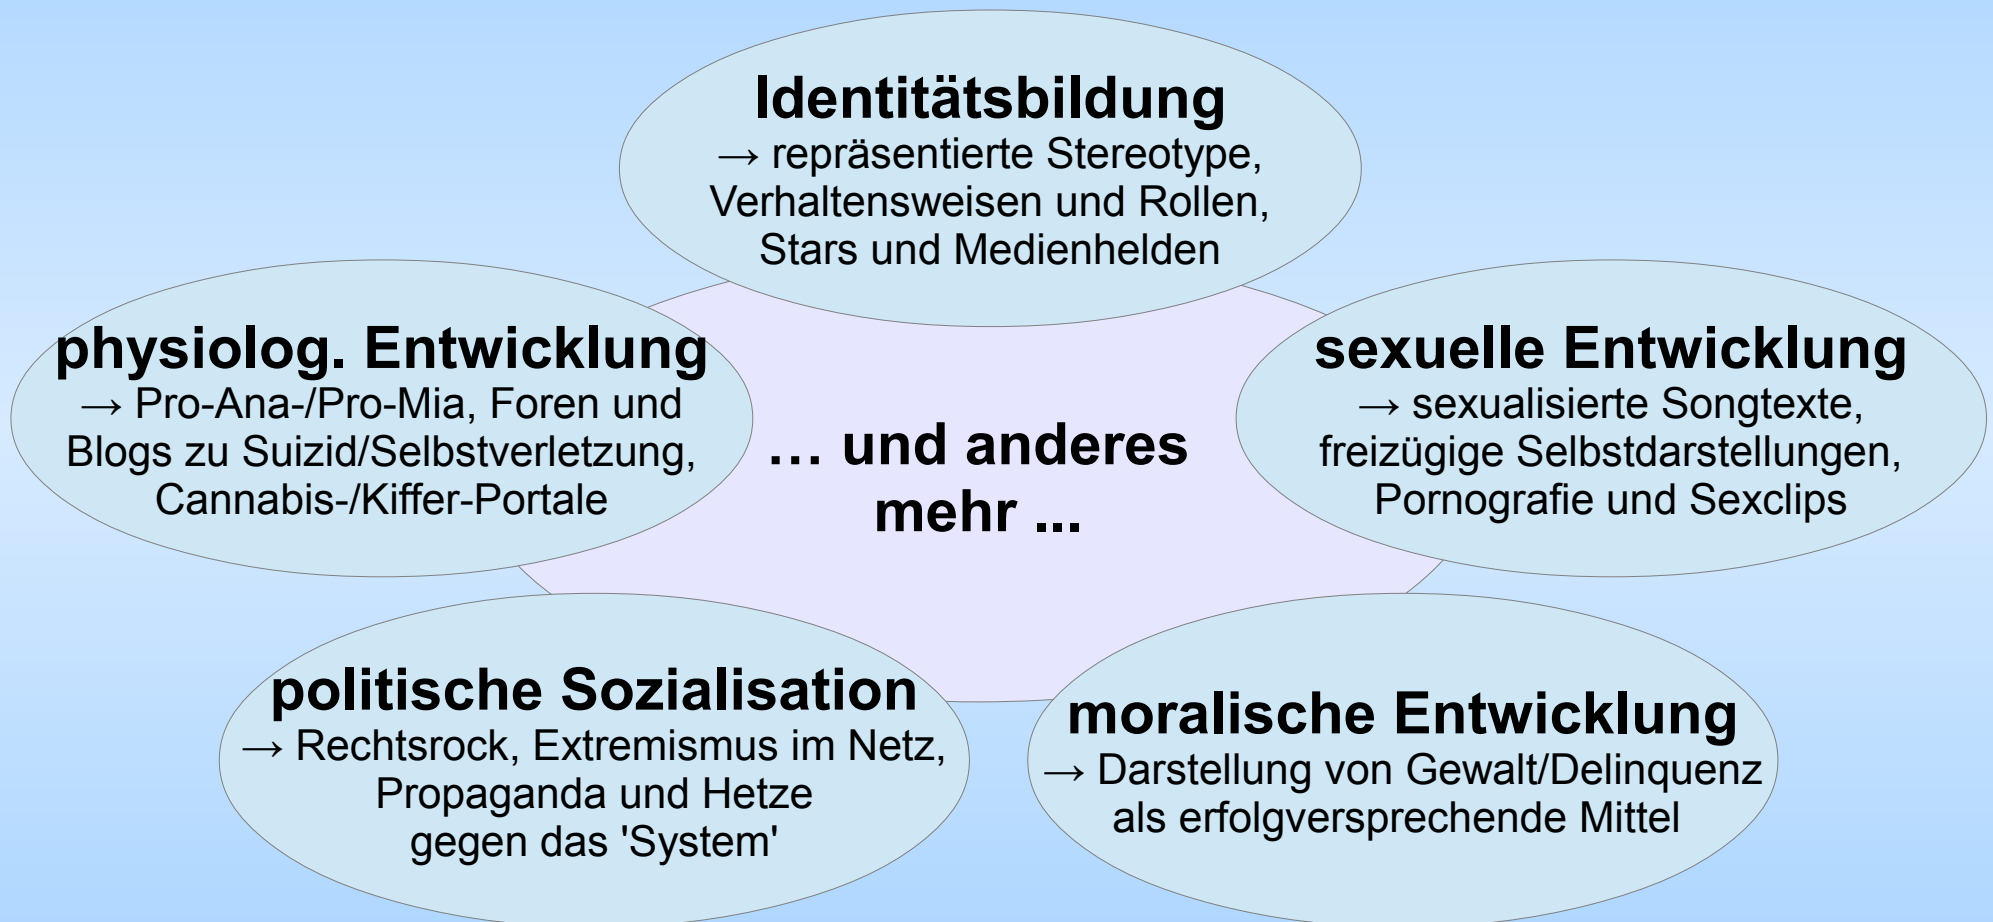 Identitätsbildung
→ repräsentierte Stereotype,
Verhaltensweisen und Rollen,
Stars und Medienhelden
physiolog. Entwicklung
→ Pro-Ana-/Pro-Mia, Foren und
Blogs zu Suizid/Selbstverletzung,
Cannabis-/Kiffer-Portale
sexuelle Entwicklung
→ sexualisierte Songtexte,
freizügige Selbstdarstellungen,
Pornografie und Sexclips
… und anderes
mehr ...
politische Sozialisation
→ Rechtsrock, Extremismus im Netz,
Propaganda und Hetze
gegen das 'System'
moralische Entwicklung
→ Darstellung von Gewalt/Delinquenz
als erfolgversprechende Mittel